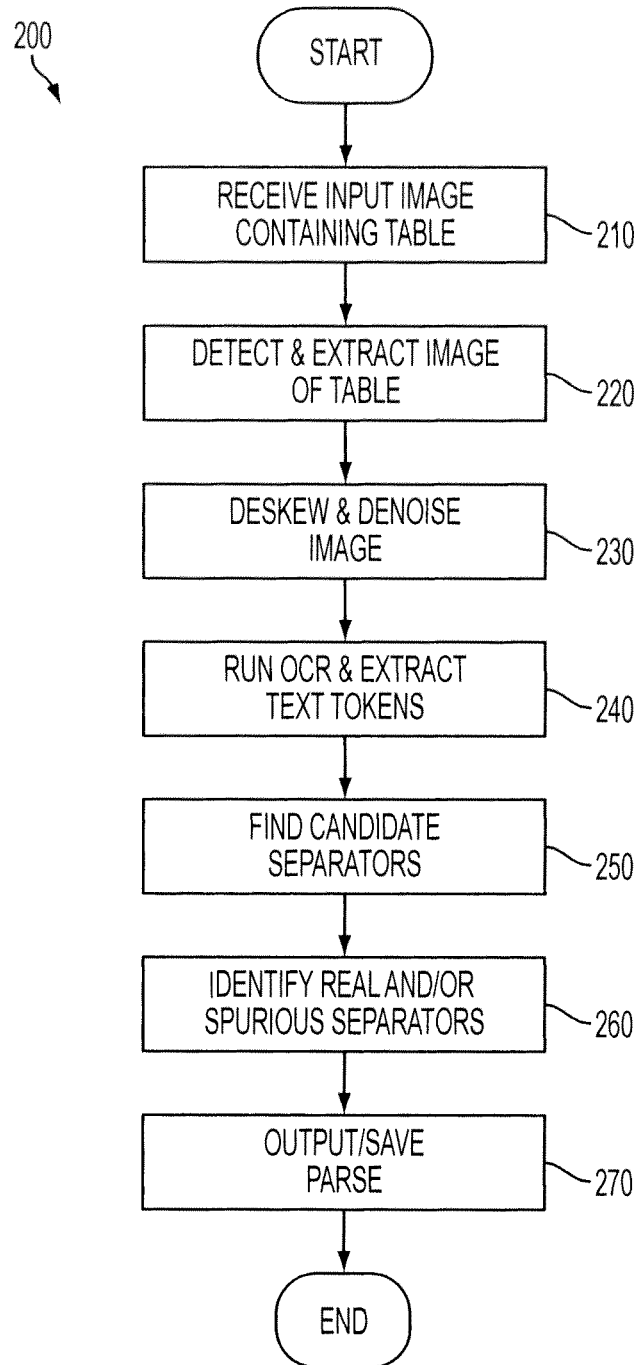 200
START
RECEIVE INPUT IMAGE
CONTAINING TABLE
210
DETECT & EXTRACT IMAGE
OF TABLE
220
DESKEW & DENOISE
IMAGE
230
RUN OCR & EXTRACT
TEXT TOKENS
240
FIND CANDIDATE
SEPARATORS
250
IDENTIFY REAL AND/OR
SPURIOUS SEPARATORS
260
OUTPUT/SAVE
PARSE
270
END